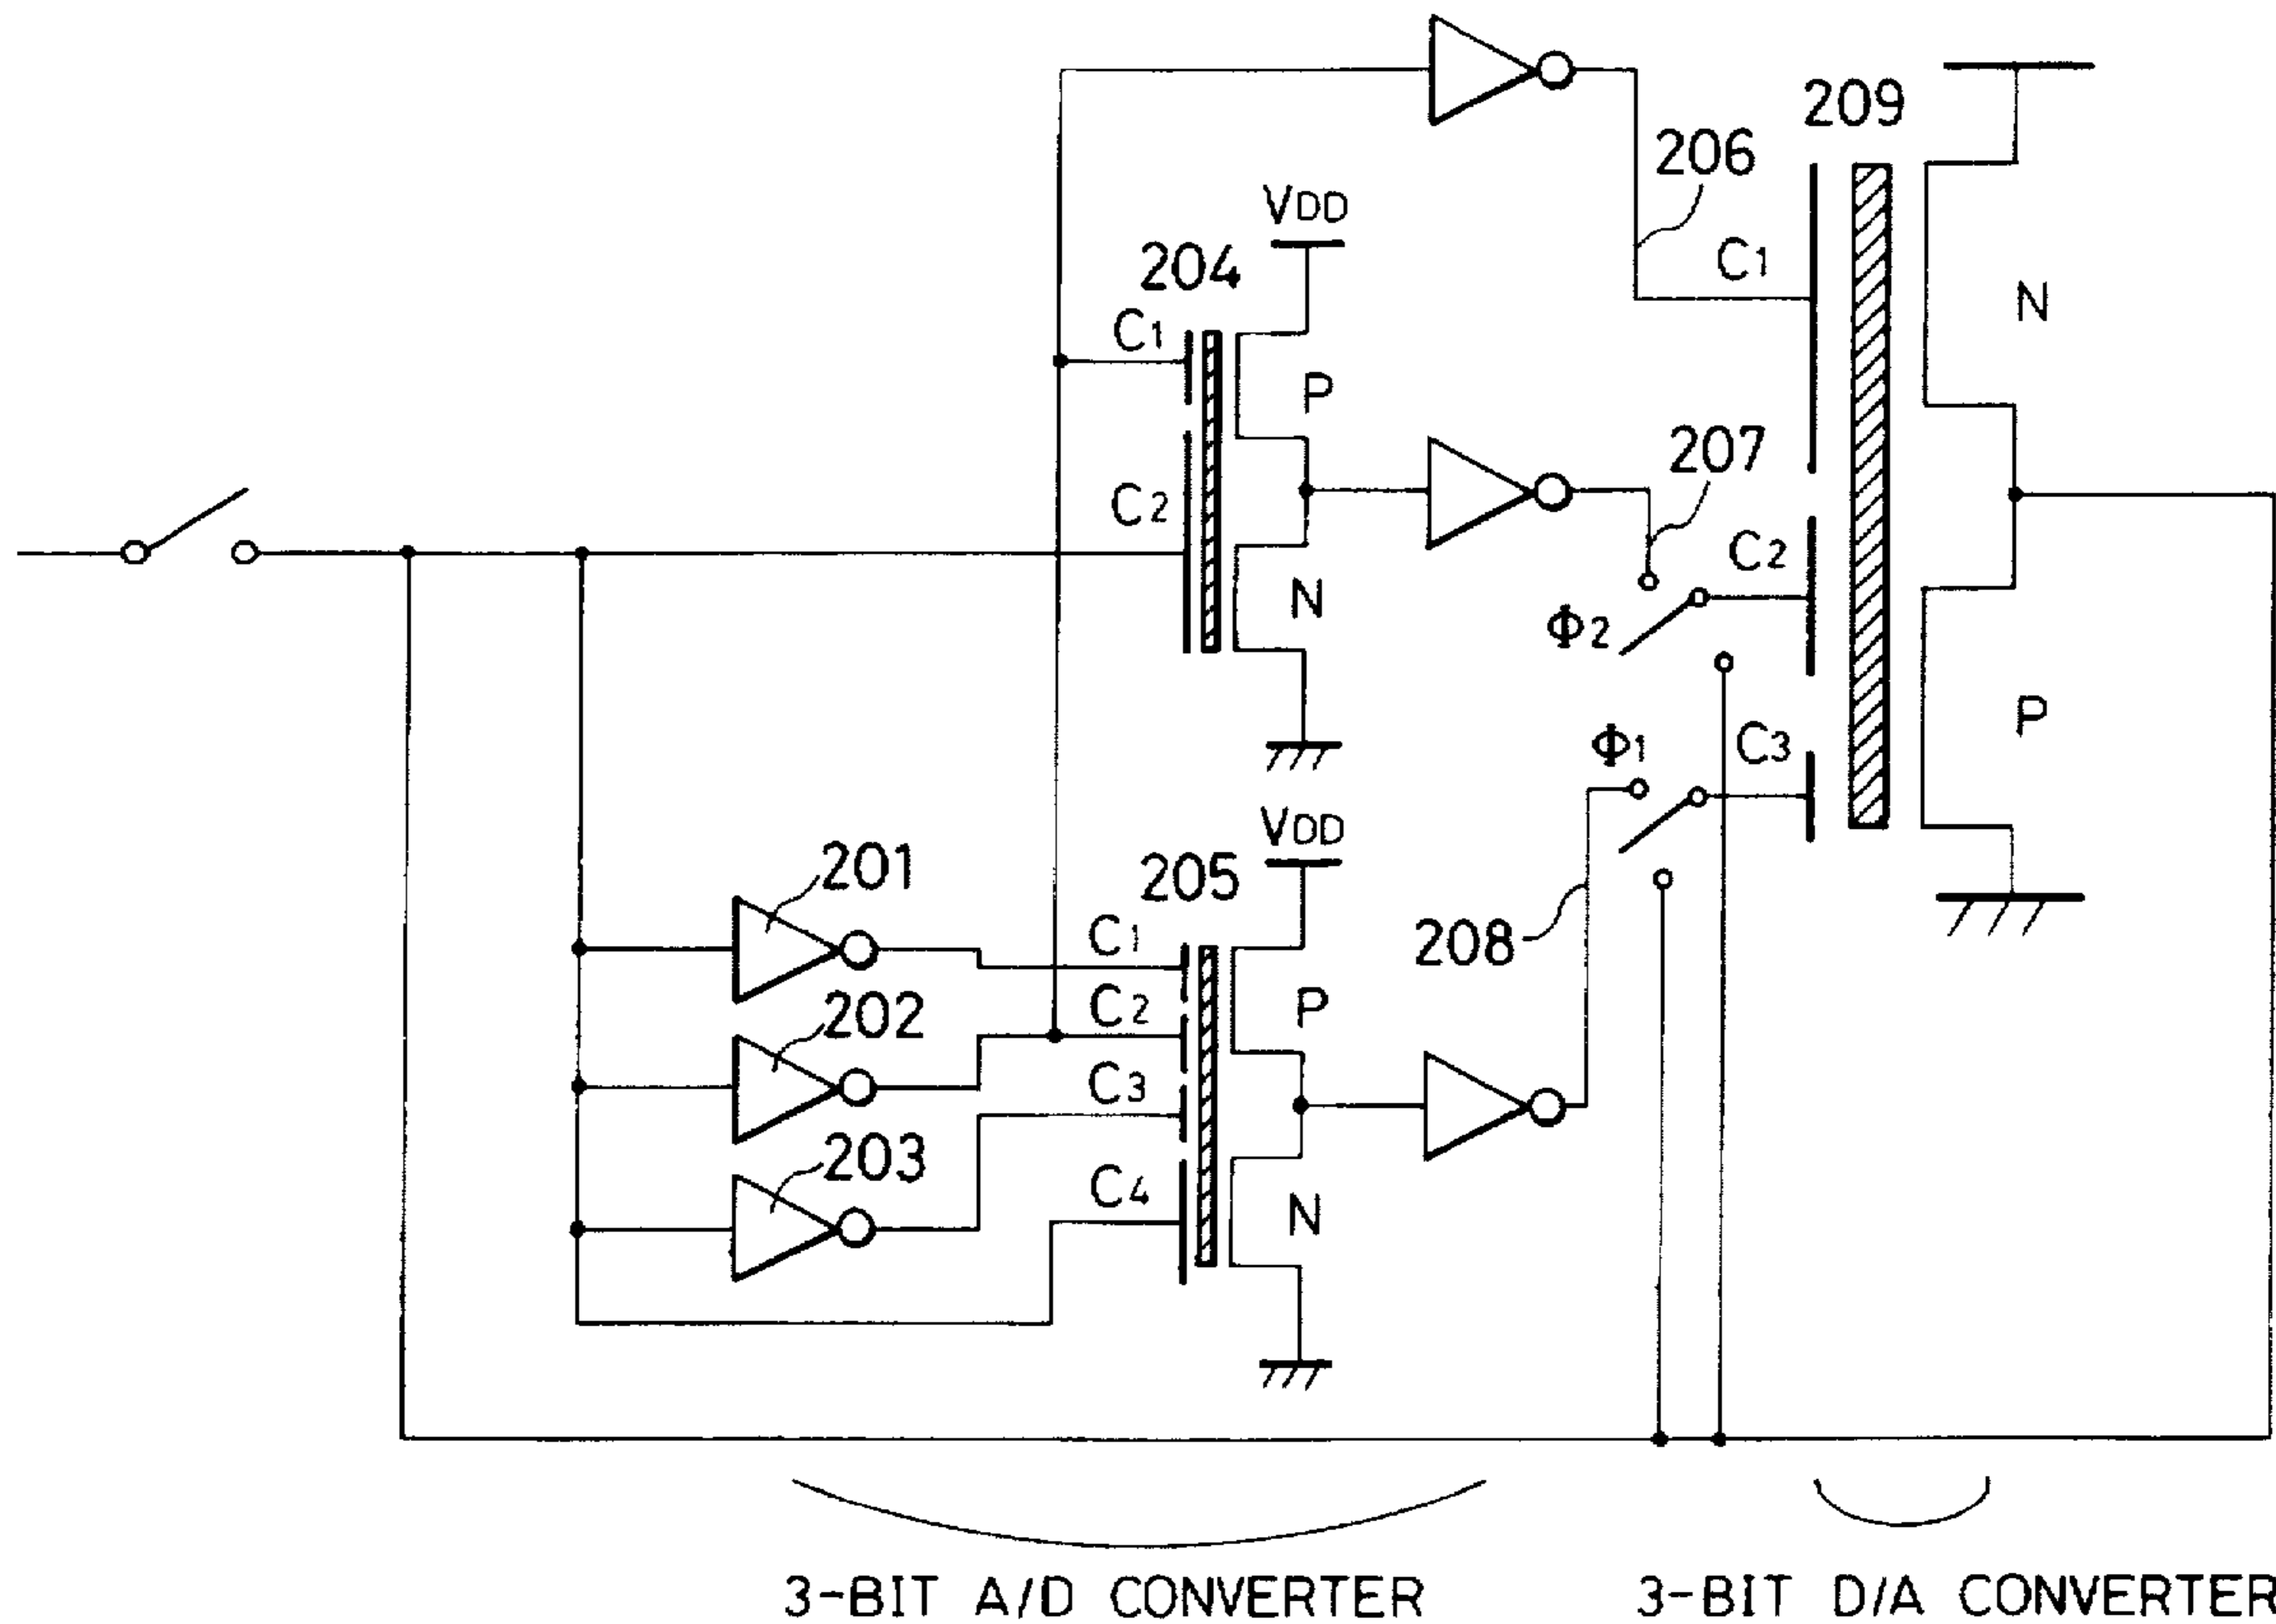 209
206
VDD
204
C1
N
C1
P
207
C2
C2
N
Φ2
P
Φ1
C3
VDD
201
205
208
C1
P
202
C2
C3
203
C4
N
3-BIT A/D CONVERTER
3-BIT D/A CONVERTER